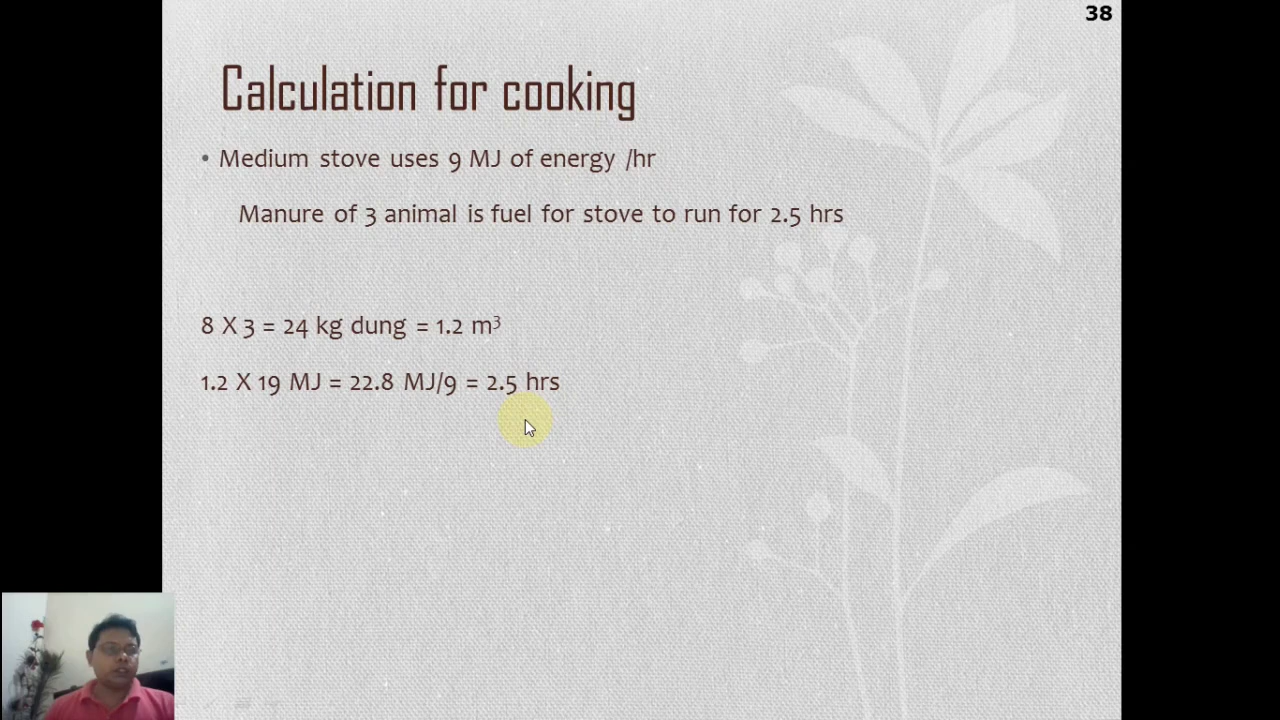 38
Calculation for cooking
• Medium stove uses 9 MJ of energy /hr
Manure of 3 animal is fuel for stove to run for 2.5 hrs
8 X 3 = 24 kg dung = 1.2 m³
1.2 X 19 MJ = 22.8 MJ/9 = 2.5 hrs